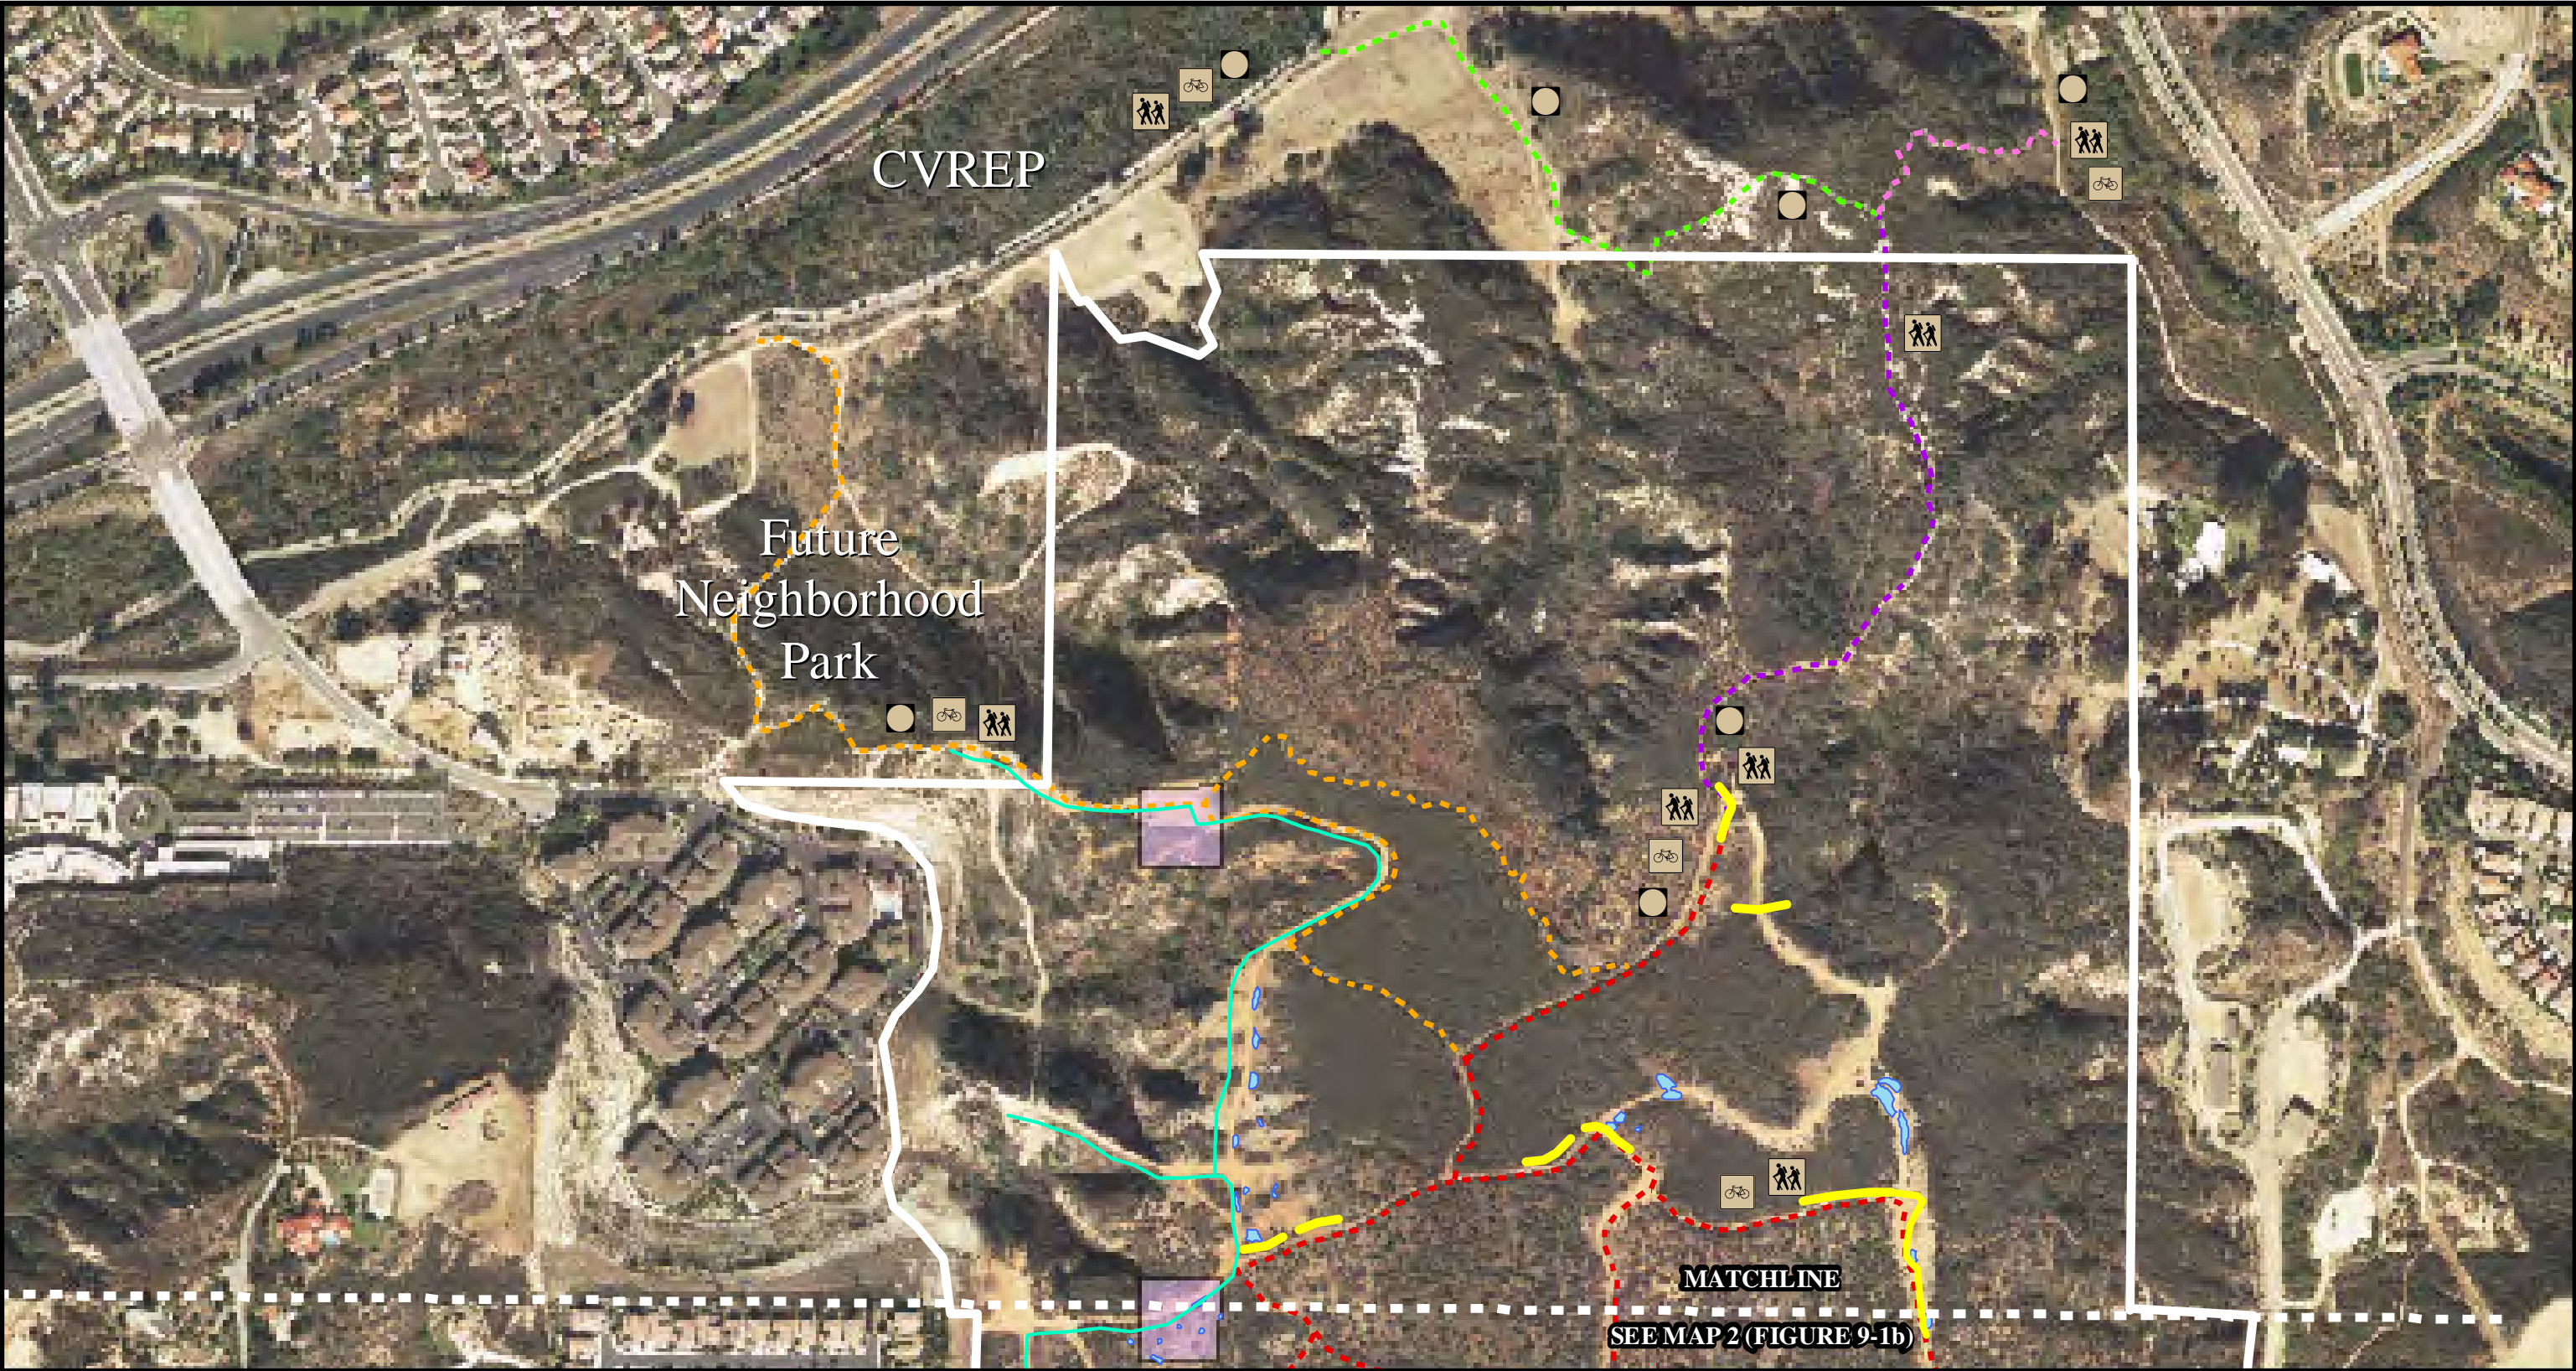 CVREP
Future
Neighborhood
Park
MATCHLINE
SEE MAP 2 (FIGURE 9-1b)